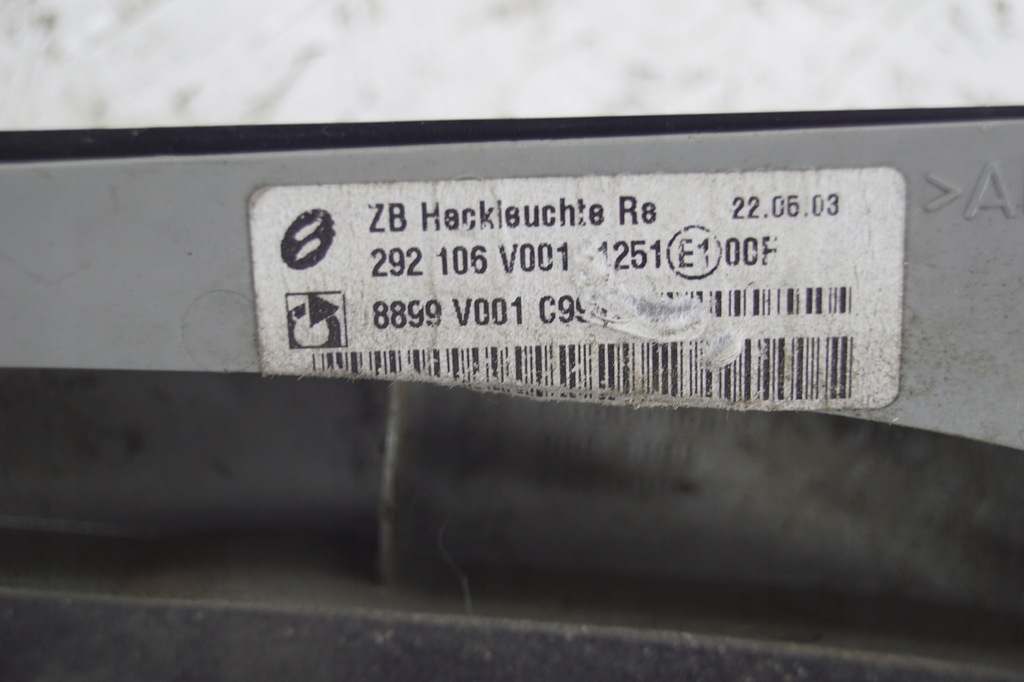 ZB Heckleuchte Re 22.06.03
292 106 V001 1251 E1 00F
8899 V001 C99
>A